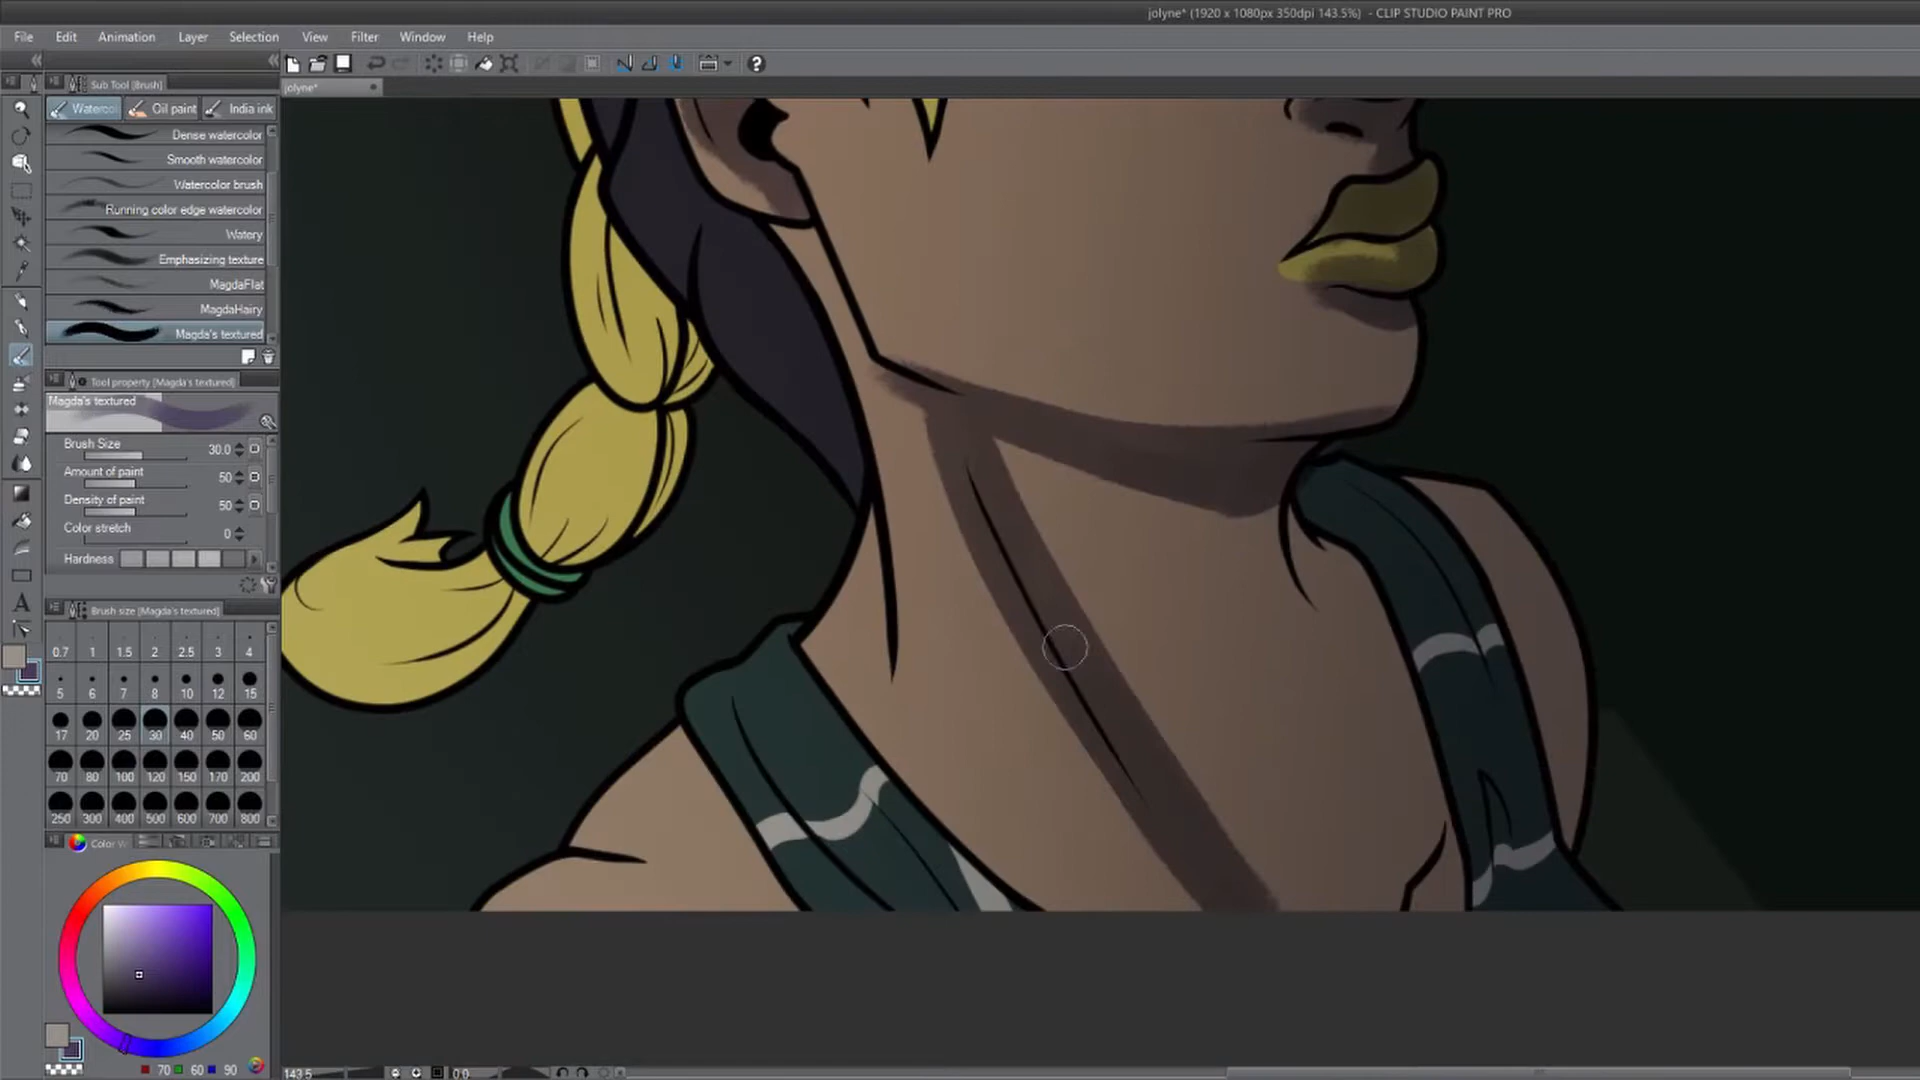 jolyne* (1920 x 1080px 350dpi 143.5%) - CLIP STUDIO PAINT PRO
File Edit Animation Layer Selection View Filter Window Help
Sub Tool [Brush]
jolyne*
Waterco Oil paint India ink
Dense watercolor
Smooth watercolor
Watercolor brush
Running color edge watercolor
Watery
Emphasizing texture
MagdaFlat
MagdaHairy
Magda's textured
Tool property [Magda's textured]
Magda's textured
Brush Size 30.0
Amount of paint 50
Density of paint 50
Color stretch 0
Hardness
Brush size [Magda's textured]
0.7 1 1.5 2 2.5 3 4
5 6 7 8 10 12 15
17 20 25 30 40 50 60
70 80 100 120 150 170 200
250 300 400 500 600 700 800
Color W
70 60 90
143.5 0.0